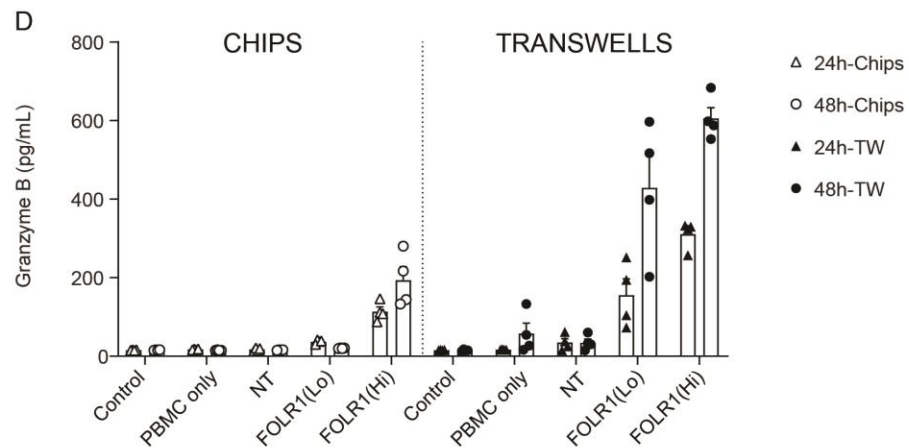 D
CHIPS
TRANSWELLS
Granzyme B (pg/mL)
800
600
400
200
0
Control
PBMC only
NT
FOLR1(Lo)
FOLR1(Hi)
Control
PBMC only
NT
FOLR1(Lo)
FOLR1(Hi)
24h-Chips
48h-Chips
24h-TW
48h-TW